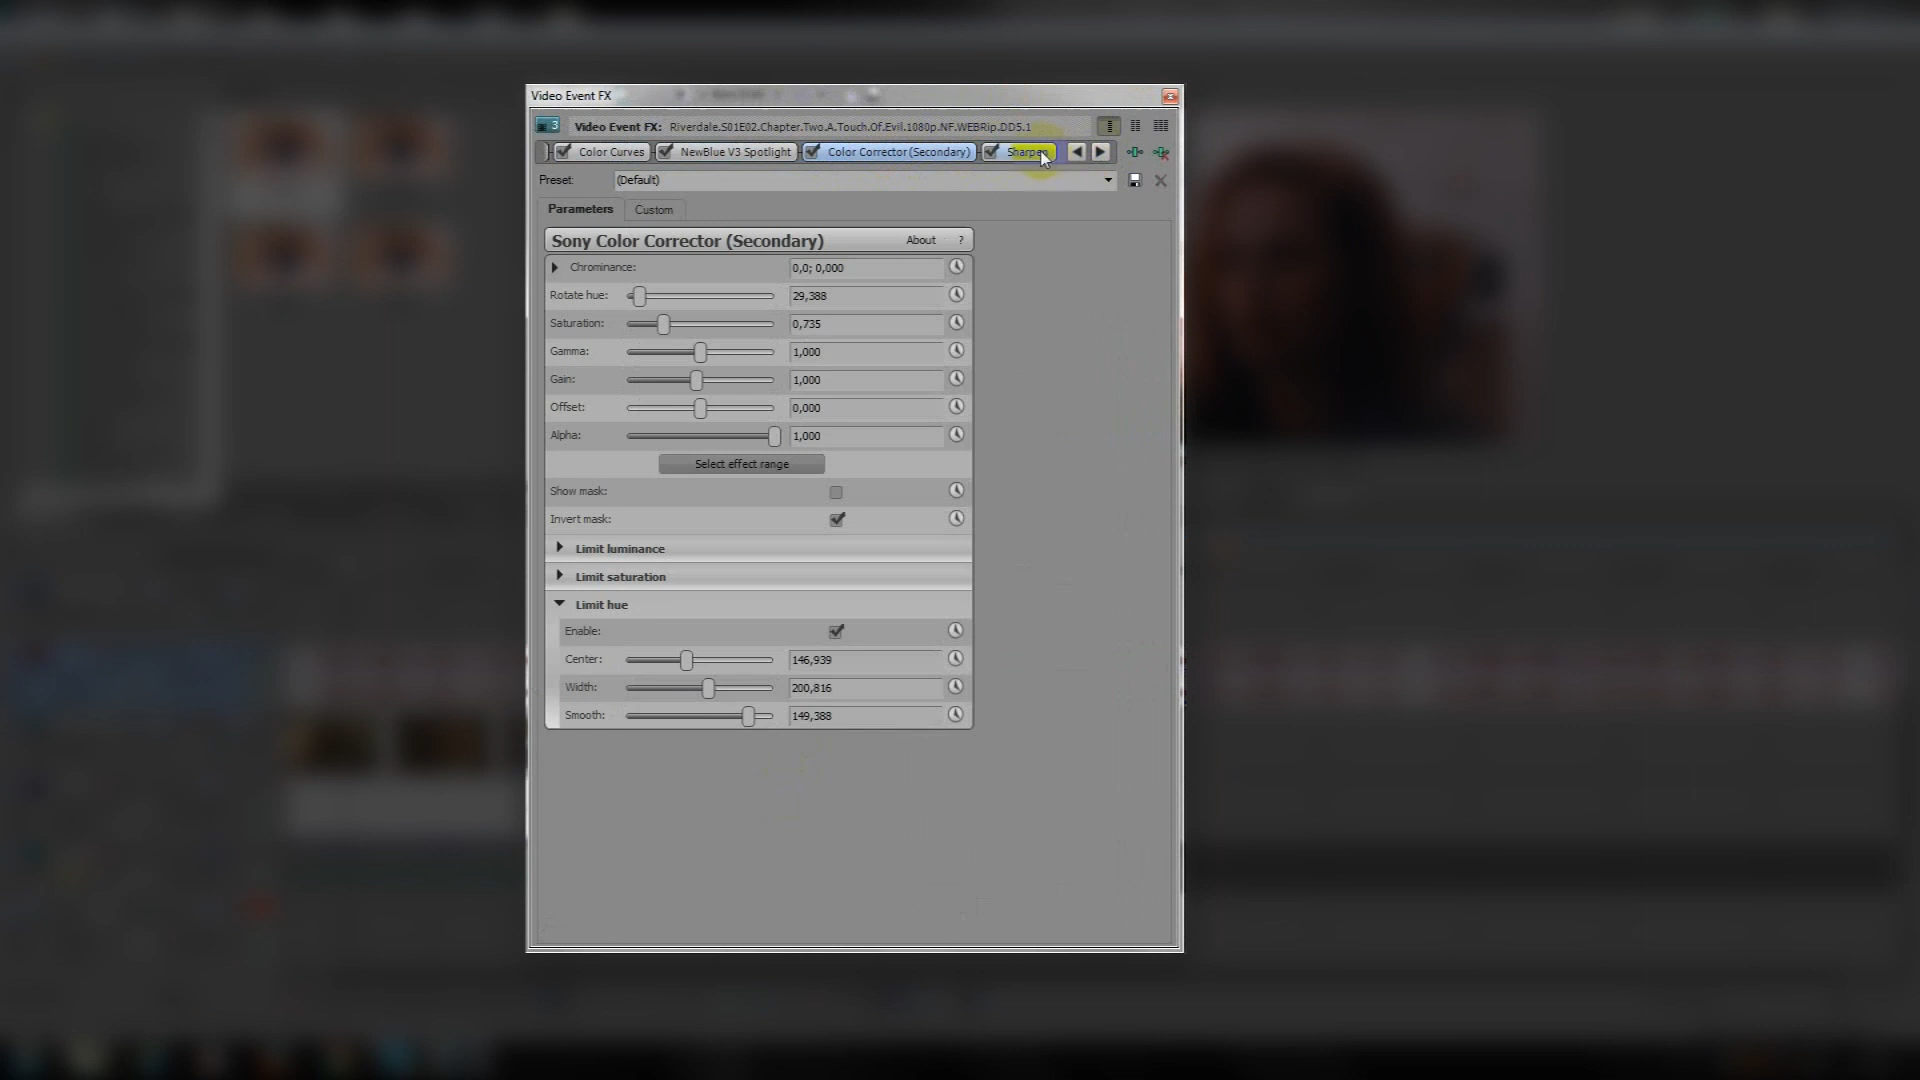 Video Event FX
3 Video Event FX: Riverdale.S01E02.Chapter.Two.A.Touch.Of.Evil.1080p.NF.WEBRip.DD5.1
Color Curves NewBlue V3 Spotlight Color Corrector (Secondary) Sharpen
Preset: (Default)
Parameters Custom
Sony Color Corrector (Secondary) About ?
Chrominance: 0,0; 0,000
Rotate hue: 29,388
Saturation: 0,735
Gamma: 1,000
Gain: 1,000
Offset: 0,000
Alpha: 1,000
Select effect range
Show mask:
Invert mask:
Limit luminance
Limit saturation
Limit hue
Enable:
Center: 146,939
Width: 200,816
Smooth: 149,388